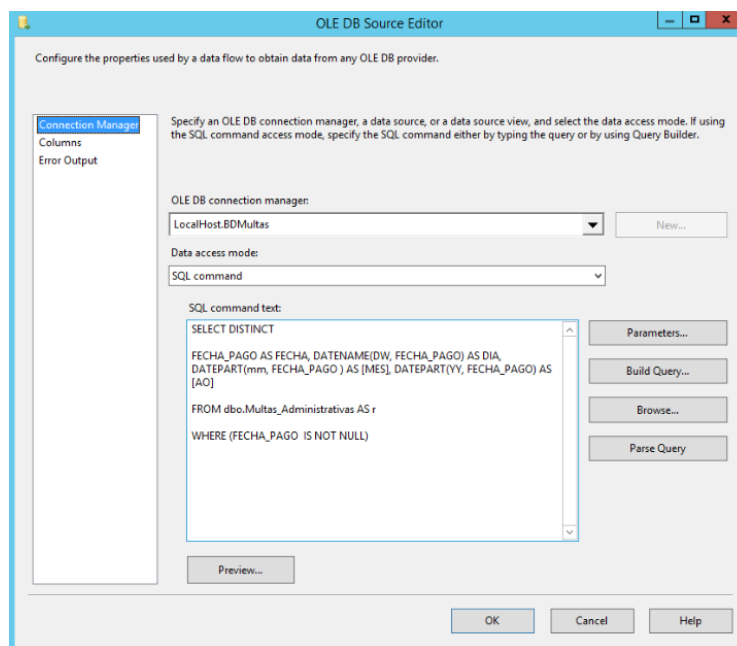 OLE DB Source Editor
Configure the properties used by a data flow to obtain data from any OLE DB provider.
Connection Manager
Columns
Error Output
Specify an OLE DB connection manager, a data source, or a data source view, and select the data access mode. If using
the SQL command access mode, specify the SQL command either by typing the query or by using Query Builder.
OLE DB connection manager:
LocalHost.BDMultas
New...
Data access mode:
SQL command
SQL command text:
SELECT DISTINCT
FECHA_PAGO AS FECHA, DATENAME(DW, FECHA_PAGO) AS DIA,
DATEPART(mm, FECHA_PAGO ) AS [MES], DATEPART(YY, FECHA_PAGO) AS
[AO]
FROM dbo.Multas_Administrativas AS r
WHERE (FECHA_PAGO IS NOT NULL)
Parameters...
Build Query...
Browse...
Parse Query
Preview...
OK
Cancel
Help